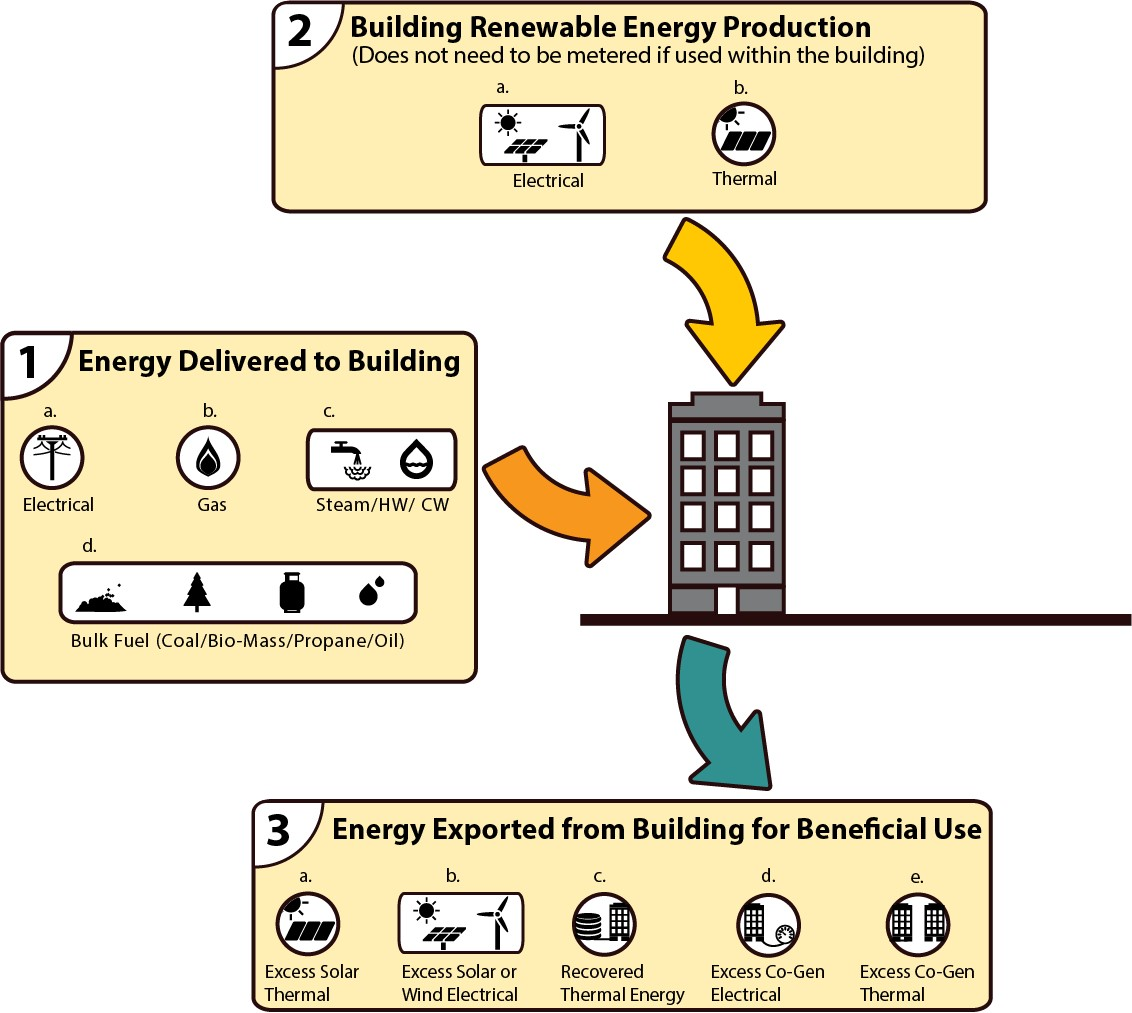 2
Building Renewable Energy Production
(Does not need to be metered if used within the building)
a.
b.
Electrical
Thermal
1
Energy Delivered to Building
a.
b.
c.
Electrical
Gas
Steam/HW/ CW
d.
Bulk Fuel (Coal/Bio-Mass/Propane/Oil)
3
Energy Exported from Building for Beneficial Use
a.
b.
c.
d.
e.
Excess Solar
Thermal
Excess Solar or
Wind Electrical
Recovered
Thermal Energy
Excess Co-Gen
Electrical
Excess Co-Gen
Thermal